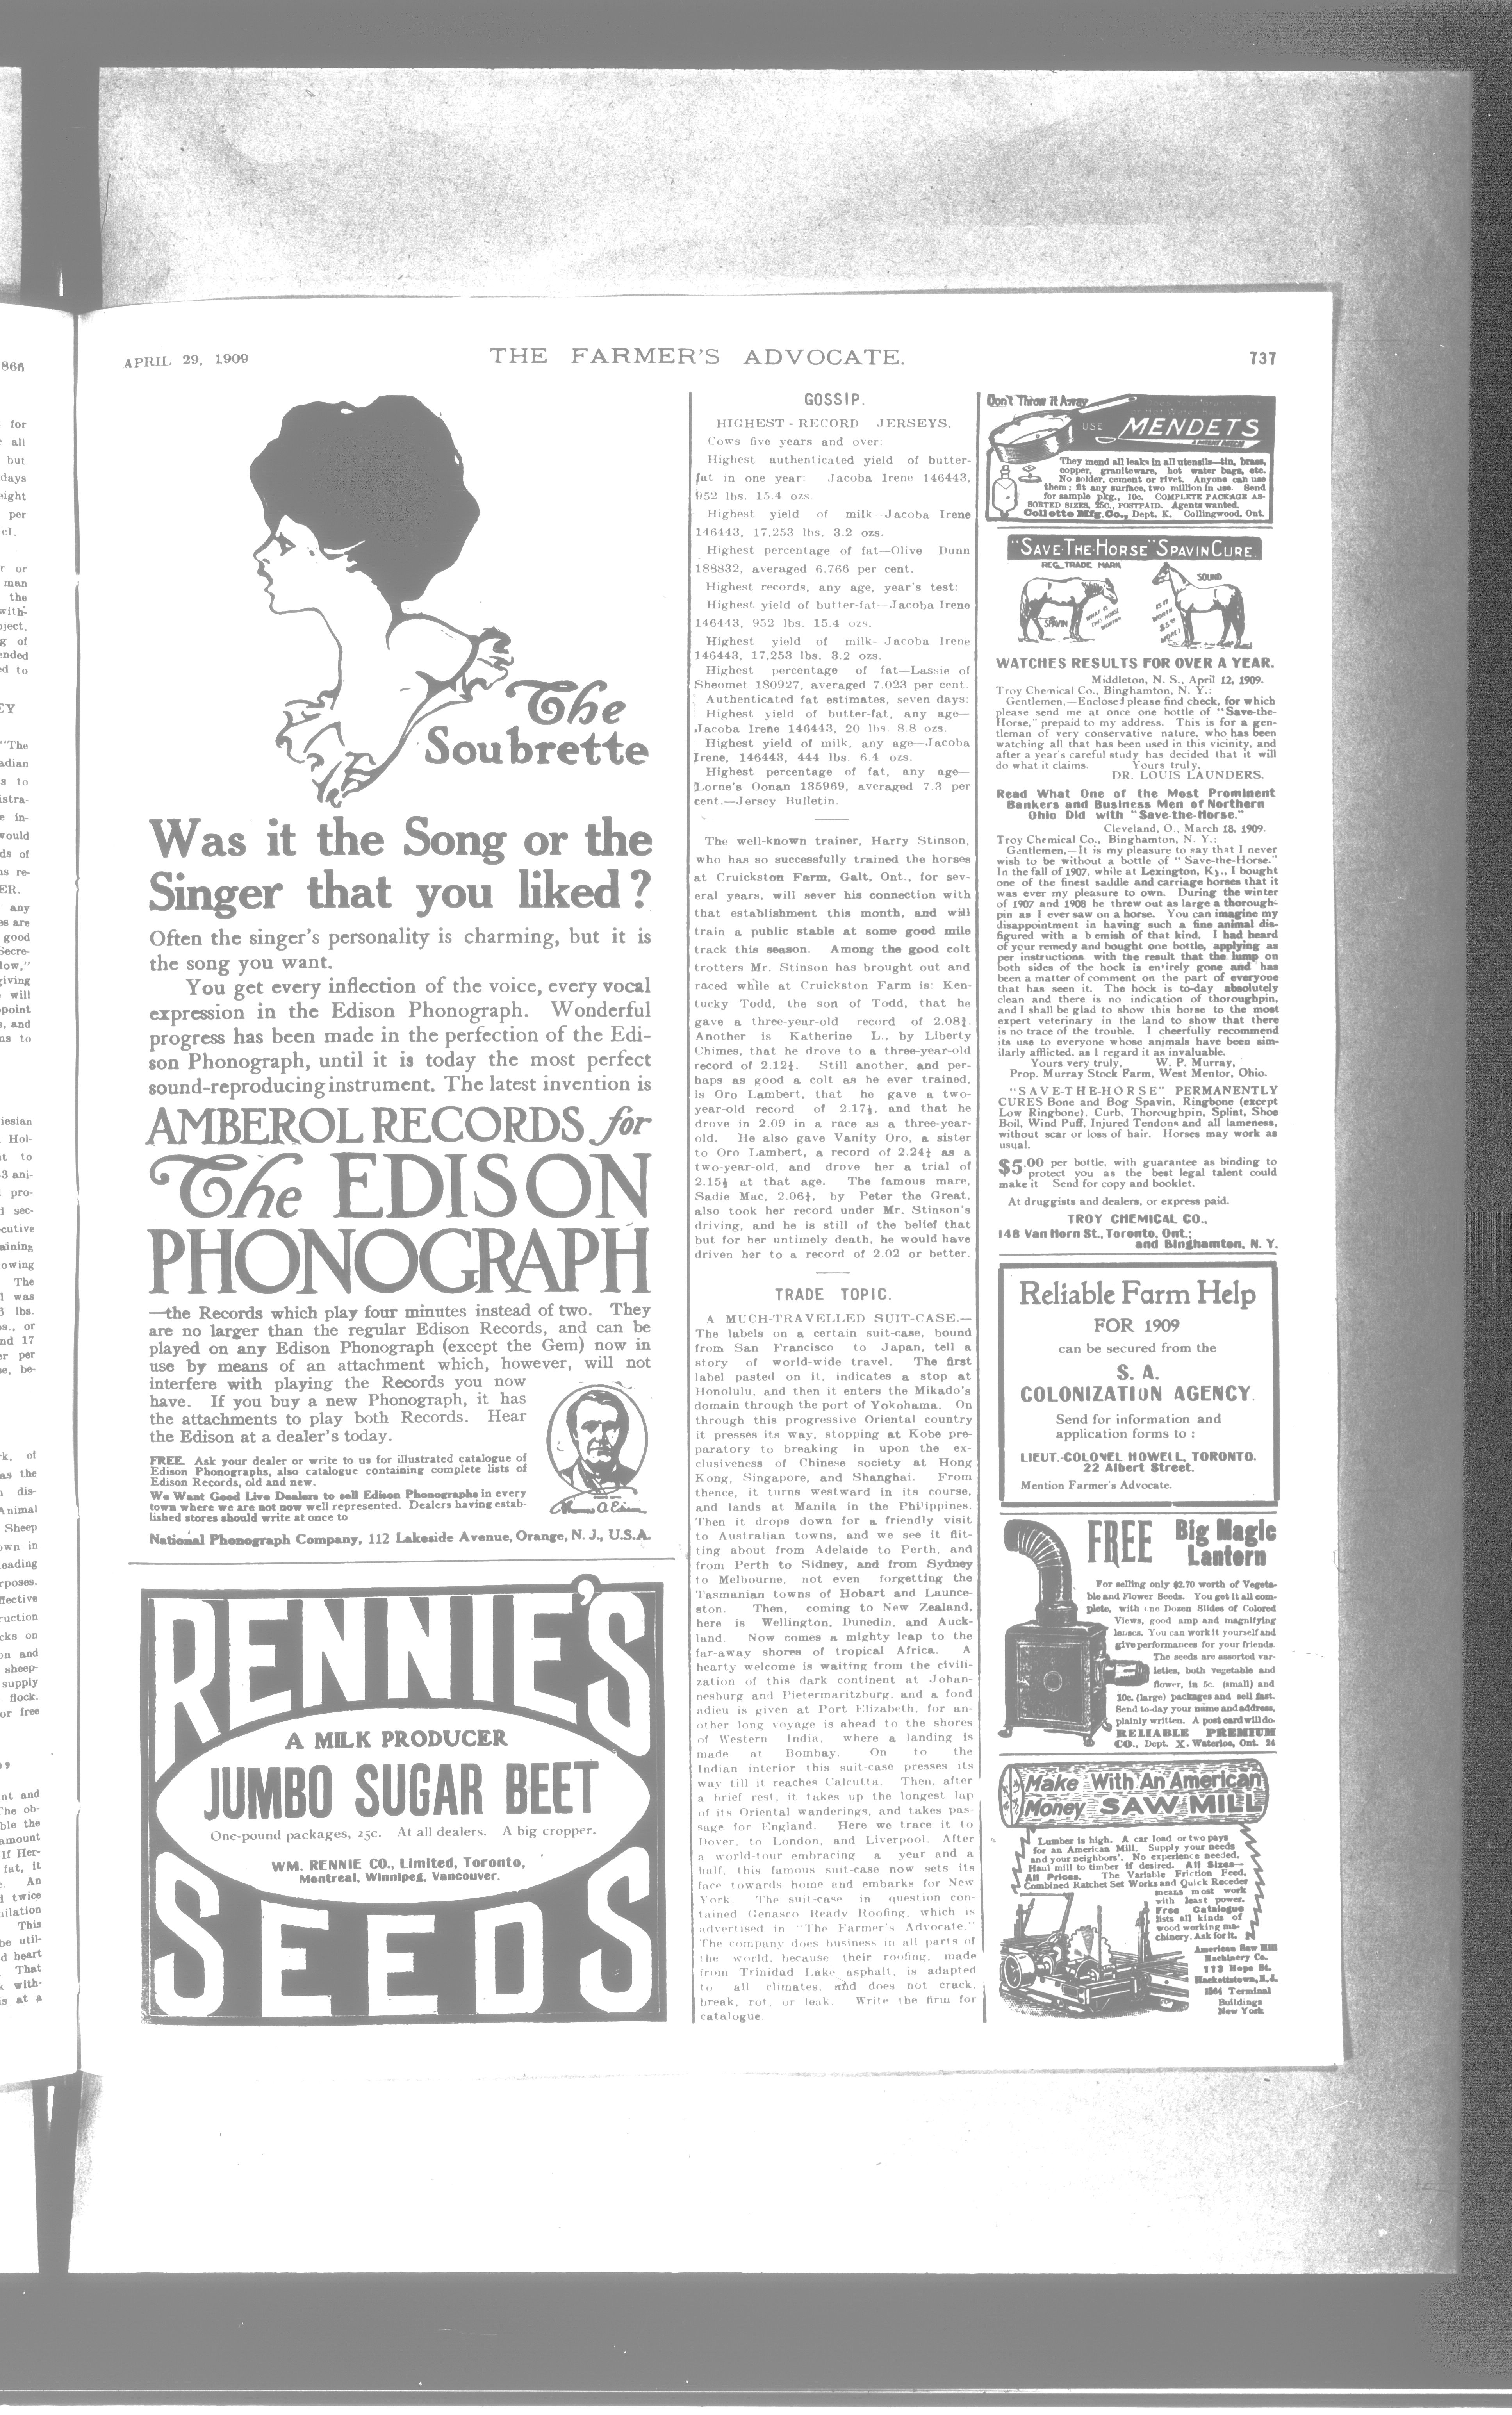 APRIL 29, 1909
THE FARMER'S ADVOCATE.
737
The
Soubrette
Was it the Song or the
Singer that you liked?
Often the singer's personality is charming, but it is
the song you want.
You get every inflection of the voice, every vocal
expression in the Edison Phonograph. Wonderful
progress has been made in the perfection of the Edi-
son Phonograph, until it is today the most perfect
sound-reproducing instrument. The latest invention is
AMBEROL RECORDS for
The EDISON
PHONOGRAPH
—the Records which play four minutes instead of two. They
are no larger than the regular Edison Records, and can be
played on any Edison Phonograph (except the Gem) now in
use by means of an attachment which, however, will not
interfere with playing the Records you now
have. If you buy a new Phonograph, it has
the attachments to play both Records. Hear
the Edison at a dealer's today.
FREE. Ask your dealer or write to us for illustrated catalogue of
Edison Phonographs, also catalogue containing complete lists of
Edison Records, old and new.
We Want Good Live Dealers to sell Edison Phonographs in every
town where we are not now well represented. Dealers having estab-
lished stores should write at once to
Thomas A. Edison
National Phonograph Company, 112 Lakeside Avenue, Orange, N. J., U.S.A.
RENNIE'S
A MILK PRODUCER
JUMBO SUGAR BEET
One-pound packages, 25c. At all dealers. A big cropper.
WM. RENNIE CO., Limited, Toronto,
Montreal, Winnipeg, Vancouver.
SEEDS
GOSSIP.
HIGHEST-RECORD JERSEYS.
Cows five years and over:
Highest authenticated yield of butter-
fat in one year: Jacoba Irene 146443,
952 lbs. 15.4 ozs.
Highest yield of milk—Jacoba Irene
146443, 17,253 lbs. 3.2 ozs.
Highest percentage of fat—Olive Dunn
188832, averaged 6.766 per cent.
Highest records, any age, year's test:
Highest yield of butter-fat—Jacoba Irene
146443, 952 lbs. 15.4 ozs.
Highest yield of milk—Jacoba Irene
146443, 17,253 lbs. 3.2 ozs.
Highest percentage of fat—Lassie of
Sheomet 180927, averaged 7.023 per cent.
Authenticated fat estimates, seven days:
Highest yield of butter-fat, any age—
Jacoba Irene 146443, 20 lbs. 8.8 ozs.
Highest yield of milk, any age—Jacoba
Irene, 146443, 444 lbs. 6.4 ozs.
Highest percentage of fat, any age—
Lorne's Oonan 135969, averaged 7.3 per
cent.—Jersey Bulletin.
The well-known trainer, Harry Stinson,
who has so successfully trained the horses
at Cruickston Farm, Galt, Ont., for sev-
eral years, will sever his connection with
that establishment this month, and will
train a public stable at some good mile
track this season. Among the good colt
trotters Mr. Stinson has brought out and
raced while at Cruickston Farm is: Ken-
tucky Todd, the son of Todd, that he
gave a three-year-old record of 2.08¾.
Another is Katherine L., by Liberty
Chimes, that he drove to a three-year-old
record of 2.12¼. Still another, and per-
haps as good a colt as he ever trained,
is Oro Lambert, that he gave a two-
year-old record of 2.17½, and that he
drove in 2.09 in a race as a three-year-
old. He also gave Vanity Oro, a sister
to Oro Lambert, a record of 2.24¼ as a
two-year-old, and drove her a trial of
2.15½ at that age. The famous mare,
Sadie Mac, 2.06¼, by Peter the Great,
also took her record under Mr. Stinson's
driving, and he is still of the belief that
but for her untimely death, he would have
driven her to a record of 2.02 or better.
TRADE TOPIC.
A MUCH-TRAVELLED SUIT-CASE.—
The labels on a certain suit-case, bound
from San Francisco to Japan, tell a
story of world-wide travel. The first
label pasted on it, indicates a stop at
Honolulu, and then it enters the Mikado's
domain through the port of Yokohama. On
through this progressive Oriental country
it presses its way, stopping at Kobe pre-
paratory to breaking in upon the ex-
clusiveness of Chinese society at Hong
Kong, Singapore, and Shanghai. From
thence, it turns westward in its course,
and lands at Manila in the Philippines.
Then it drops down for a friendly visit
to Australian towns, and we see it flit-
ting about from Adelaide to Perth, and
from Perth to Sidney, and from Sydney
to Melbourne, not even forgetting the
Tasmanian towns of Hobart and Launce-
ston. Then, coming to New Zealand,
here is Wellington, Dunedin, and Auck-
land. Now comes a mighty leap to the
far-away shores of tropical Africa. A
hearty welcome is waiting from the civili-
zation of this dark continent at Johan-
nesburg and Pietermaritzburg, and a fond
adieu is given at Port Elizabeth, for an-
other long voyage is ahead to the shores
of Western India, where a landing is
made at Bombay. On to the
Indian interior this suit-case presses its
way till it reaches Calcutta. Then, after
a brief rest, it takes up the longest lap
of its Oriental wanderings, and takes pas-
sage for England. Here we trace it to
Dover, to London, and Liverpool. After
a world-tour embracing a year and a
half, this famous suit-case now sets its
face towards home and embarks for New
York. The suit-case in question con-
tained Genasco Ready Roofing, which is
advertised in "The Farmer's Advocate."
The company does business in all parts of
the world, because their roofing, made
from Trinidad Lake asphalt, is adapted
to all climates, and does not crack,
break, rot, or leak. Write the firm for
catalogue.
Don't Throw it Away
USE MENDETS
A PATENT PATCH
They mend all leaks in all utensils—tin, brass,
copper, graniteware, hot water bags, etc.
No solder, cement or rivet. Anyone can use
them; fit any surface, two million in use. Send
for sample pkg., 10c. COMPLETE PACKAGE AS-
SORTED SIZES, 25c., POSTPAID. Agents wanted.
Collette Mfg. Co., Dept. K. Collingwood, Ont.
"SAVE-THE-HORSE" SPAVIN CURE.
REG. TRADE MARK
SPAVIN
SOUND
WATCHES RESULTS FOR OVER A YEAR.
Middleton, N. S., April 12, 1909.
Troy Chemical Co., Binghamton, N. Y.:
Gentlemen,—Enclosed please find check, for which
please send me at once one bottle of "Save-the-
Horse," prepaid to my address. This is for a gen-
tleman of very conservative nature, who has been
watching all that has been used in this vicinity, and
after a year's careful study has decided that it will
do what it claims. Yours truly,
DR. LOUIS LAUNDERS.
Read What One of the Most Prominent
Bankers and Business Men of Northern
Ohio Did with "Save-the-Horse."
Cleveland, O., March 18, 1909.
Troy Chemical Co., Binghamton, N. Y.:
Gentlemen,—It is my pleasure to say that I never
wish to be without a bottle of "Save-the-Horse."
In the fall of 1907, while at Lexington, Ky., I bought
one of the finest saddle and carriage horses that it
was ever my pleasure to own. During the winter
of 1907 and 1908 he threw out as large a thorough-
pin as I ever saw on a horse. You can imagine my
disappointment in having such a fine animal dis-
figured with a b emish of that kind. I had heard
of your remedy and bought one bottle, applying as
per instructions with the result that the lump on
both sides of the hock is entirely gone and has
been a matter of comment on the part of everyone
that has seen it. The hock is to-day absolutely
clean and there is no indication of thoroughpin,
and I shall be glad to show this horse to the most
expert veterinary in the land to show that there
is no trace of the trouble. I cheerfully recommend
its use to everyone whose animals have been sim-
ilarly afflicted, as I regard it as invaluable.
Yours very truly, W. P. Murray,
Prop. Murray Stock Farm, West Mentor, Ohio.
"SAVE-THE-HORSE" PERMANENTLY
CURES Bone and Bog Spavin, Ringbone (except
Low Ringbone). Curb, Thoroughpin, Splint, Shoe
Boil, Wind Puff, Injured Tendons and all lameness,
without scar or loss of hair. Horses may work as
usual.
$5.00 per bottle, with guarantee as binding to
protect you as the best legal talent could
make it Send for copy and booklet.
At druggists and dealers, or express paid.
TROY CHEMICAL CO.,
148 Van Horn St., Toronto, Ont.;
and Binghamton, N. Y.
Reliable Farm Help
FOR 1909
can be secured from the
S. A.
COLONIZATION AGENCY.
Send for information and
application forms to :
LIEUT.-COLONEL HOWELL, TORONTO.
22 Albert Street.
Mention Farmer's Advocate.
FREE Big Magic
Lantern
For selling only $2.70 worth of Vegeta-
ble and Flower Seeds. You get it all com-
plete, with one Dozen Slides of Colored
Views, good amp and magnifying
lenses. You can work it yourself and
give performances for your friends.
The seeds are assorted var-
ieties, both vegetable and
flower, in 5c. (small) and
10c. (large) packages and sell fast.
Send to-day your name and address,
plainly written. A post card will do.
RELIABLE PREMIUM
CO., Dept. X. Waterloo, Ont. 24
Make With An American
Money SAW MILL
Lumber is high. A car load or two pays
for an American Mill. Supply your needs
and your neighbors'. No experience needed.
Haul mill to timber if desired. All Sizes—
All Prices. The Variable Friction Feed,
Combined Ratchet Set Works and Quick Receder
means most work
with least power.
Free Catalogue
lists all kinds of
wood working ma-
chinery. Ask for it.
American Saw Mill
Machinery Co.
113 Hope St.
Hackettstown, N. J.
1564 Terminal
Buildings
New York